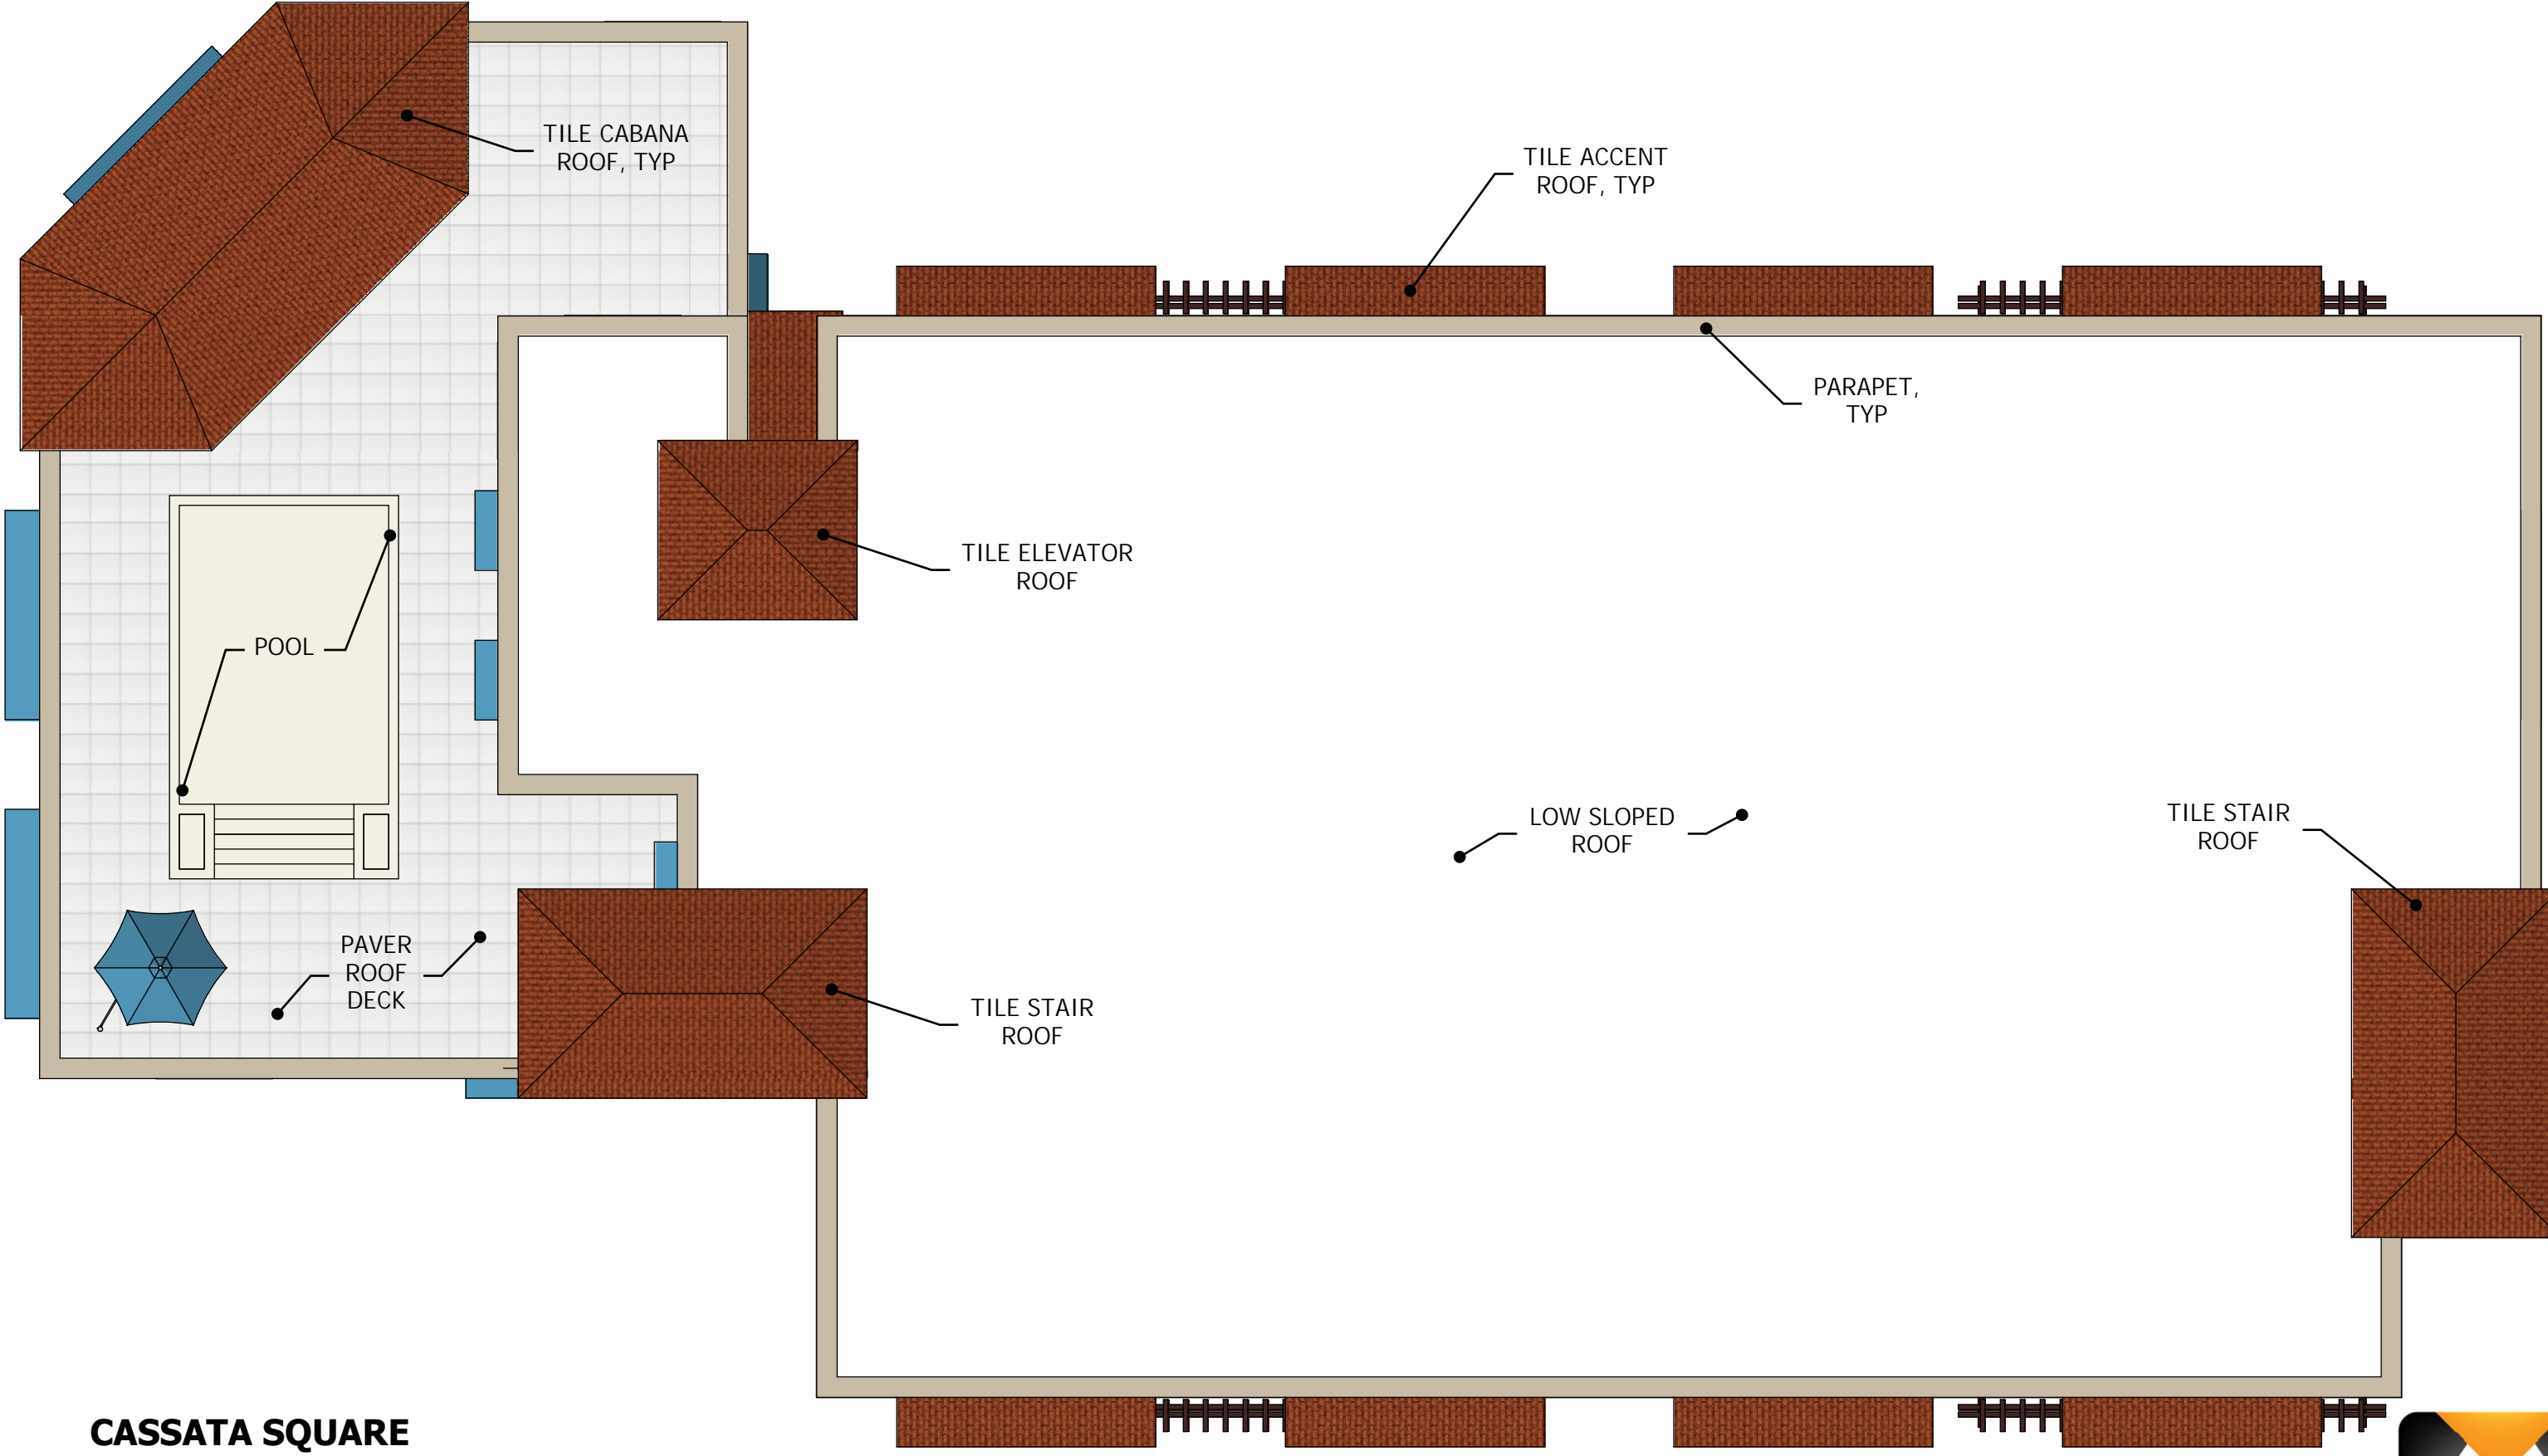 TILE CABANA
ROOF, TYP
TILE ACCENT
ROOF, TYP
PARAPET,
TYP
TILE ELEVATOR
ROOF
POOL
LOW SLOPED
ROOF
TILE STAIR
ROOF
PAVER
ROOF
DECK
TILE STAIR
ROOF
CASSATA SQUARE